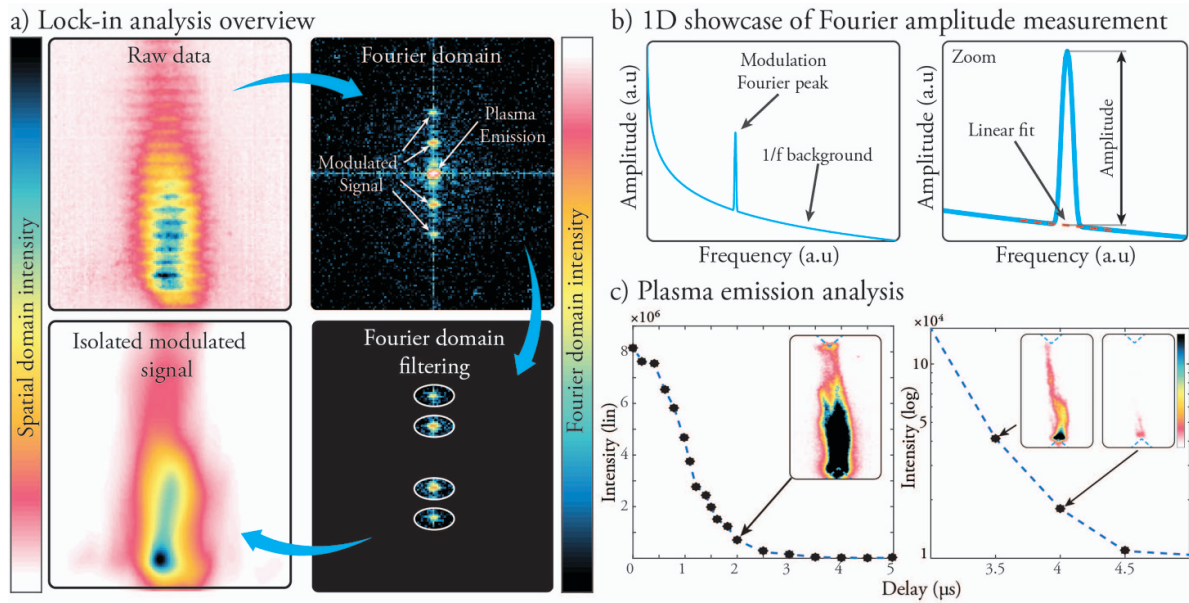 a) Lock-in analysis overview
Spatial domain intensity
Raw data
Fourier domain
Plasma
Emission
Modulated
Signal
Isolated modulated
signal
Fourier domain
filtering
Fourier domain intensity
b) 1D showcase of Fourier amplitude measurement
Amplitude (a.u)
Modulation
Fourier peak
1/f background
Frequency (a.u)
Amplitude (a.u)
Zoom
Linear fit
Amplitude
Frequency (a.u)
c) Plasma emission analysis
×10⁶
Intensity (lin)
8
6
4
2
0
0 1 2 3 4 5
×10⁴
Intensity (log)
10
5
1
3.5 4 4.5
Delay (µs)